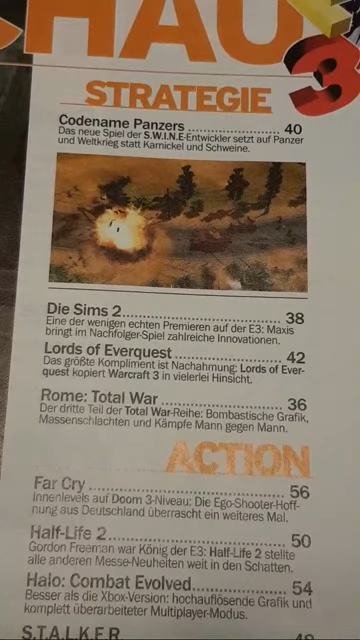 HAU
3
STRATEGIE
Codename Panzers .................... 40
Das neue Spiel der S.W.I.N.E-Entwickler setzt auf Panzer
und Weltkrieg statt Karnickel und Schweine.
Die Sims 2................................. 38
Eine der wenigen echten Premieren auf der E3: Maxis
bringt im Nachfolger-Spiel zahlreiche Innovationen.
Lords of Everquest ..................... 42
Das größte Kompliment ist Nachahmung: Lords of Ever-
quest kopiert Warcraft 3 in vielerlei Hinsicht.
Rome: Total War ......................... 36
Der dritte Teil der Total War-Reihe: Bombastische Grafik,
Massenschlachten und Kämpfe Mann gegen Mann.
ACTION
Far Cry ..................................... 56
Innenlevels auf Doom 3-Niveau: Die Ego-Shooter-Hoff-
nung aus Deutschland überrascht ein weiteres Mal.
Half-Life 2 ................................. 50
Gordon Freeman war König der E3: Half-Life 2 stellte
alle anderen Messe-Neuheiten weit in den Schatten.
Halo: Combat Evolved.................. 54
Besser als die Xbox-Version: hochauflösende Grafik und
komplett überarbeiteter Multiplayer-Modus.
S.T.A.L.K.E.R.